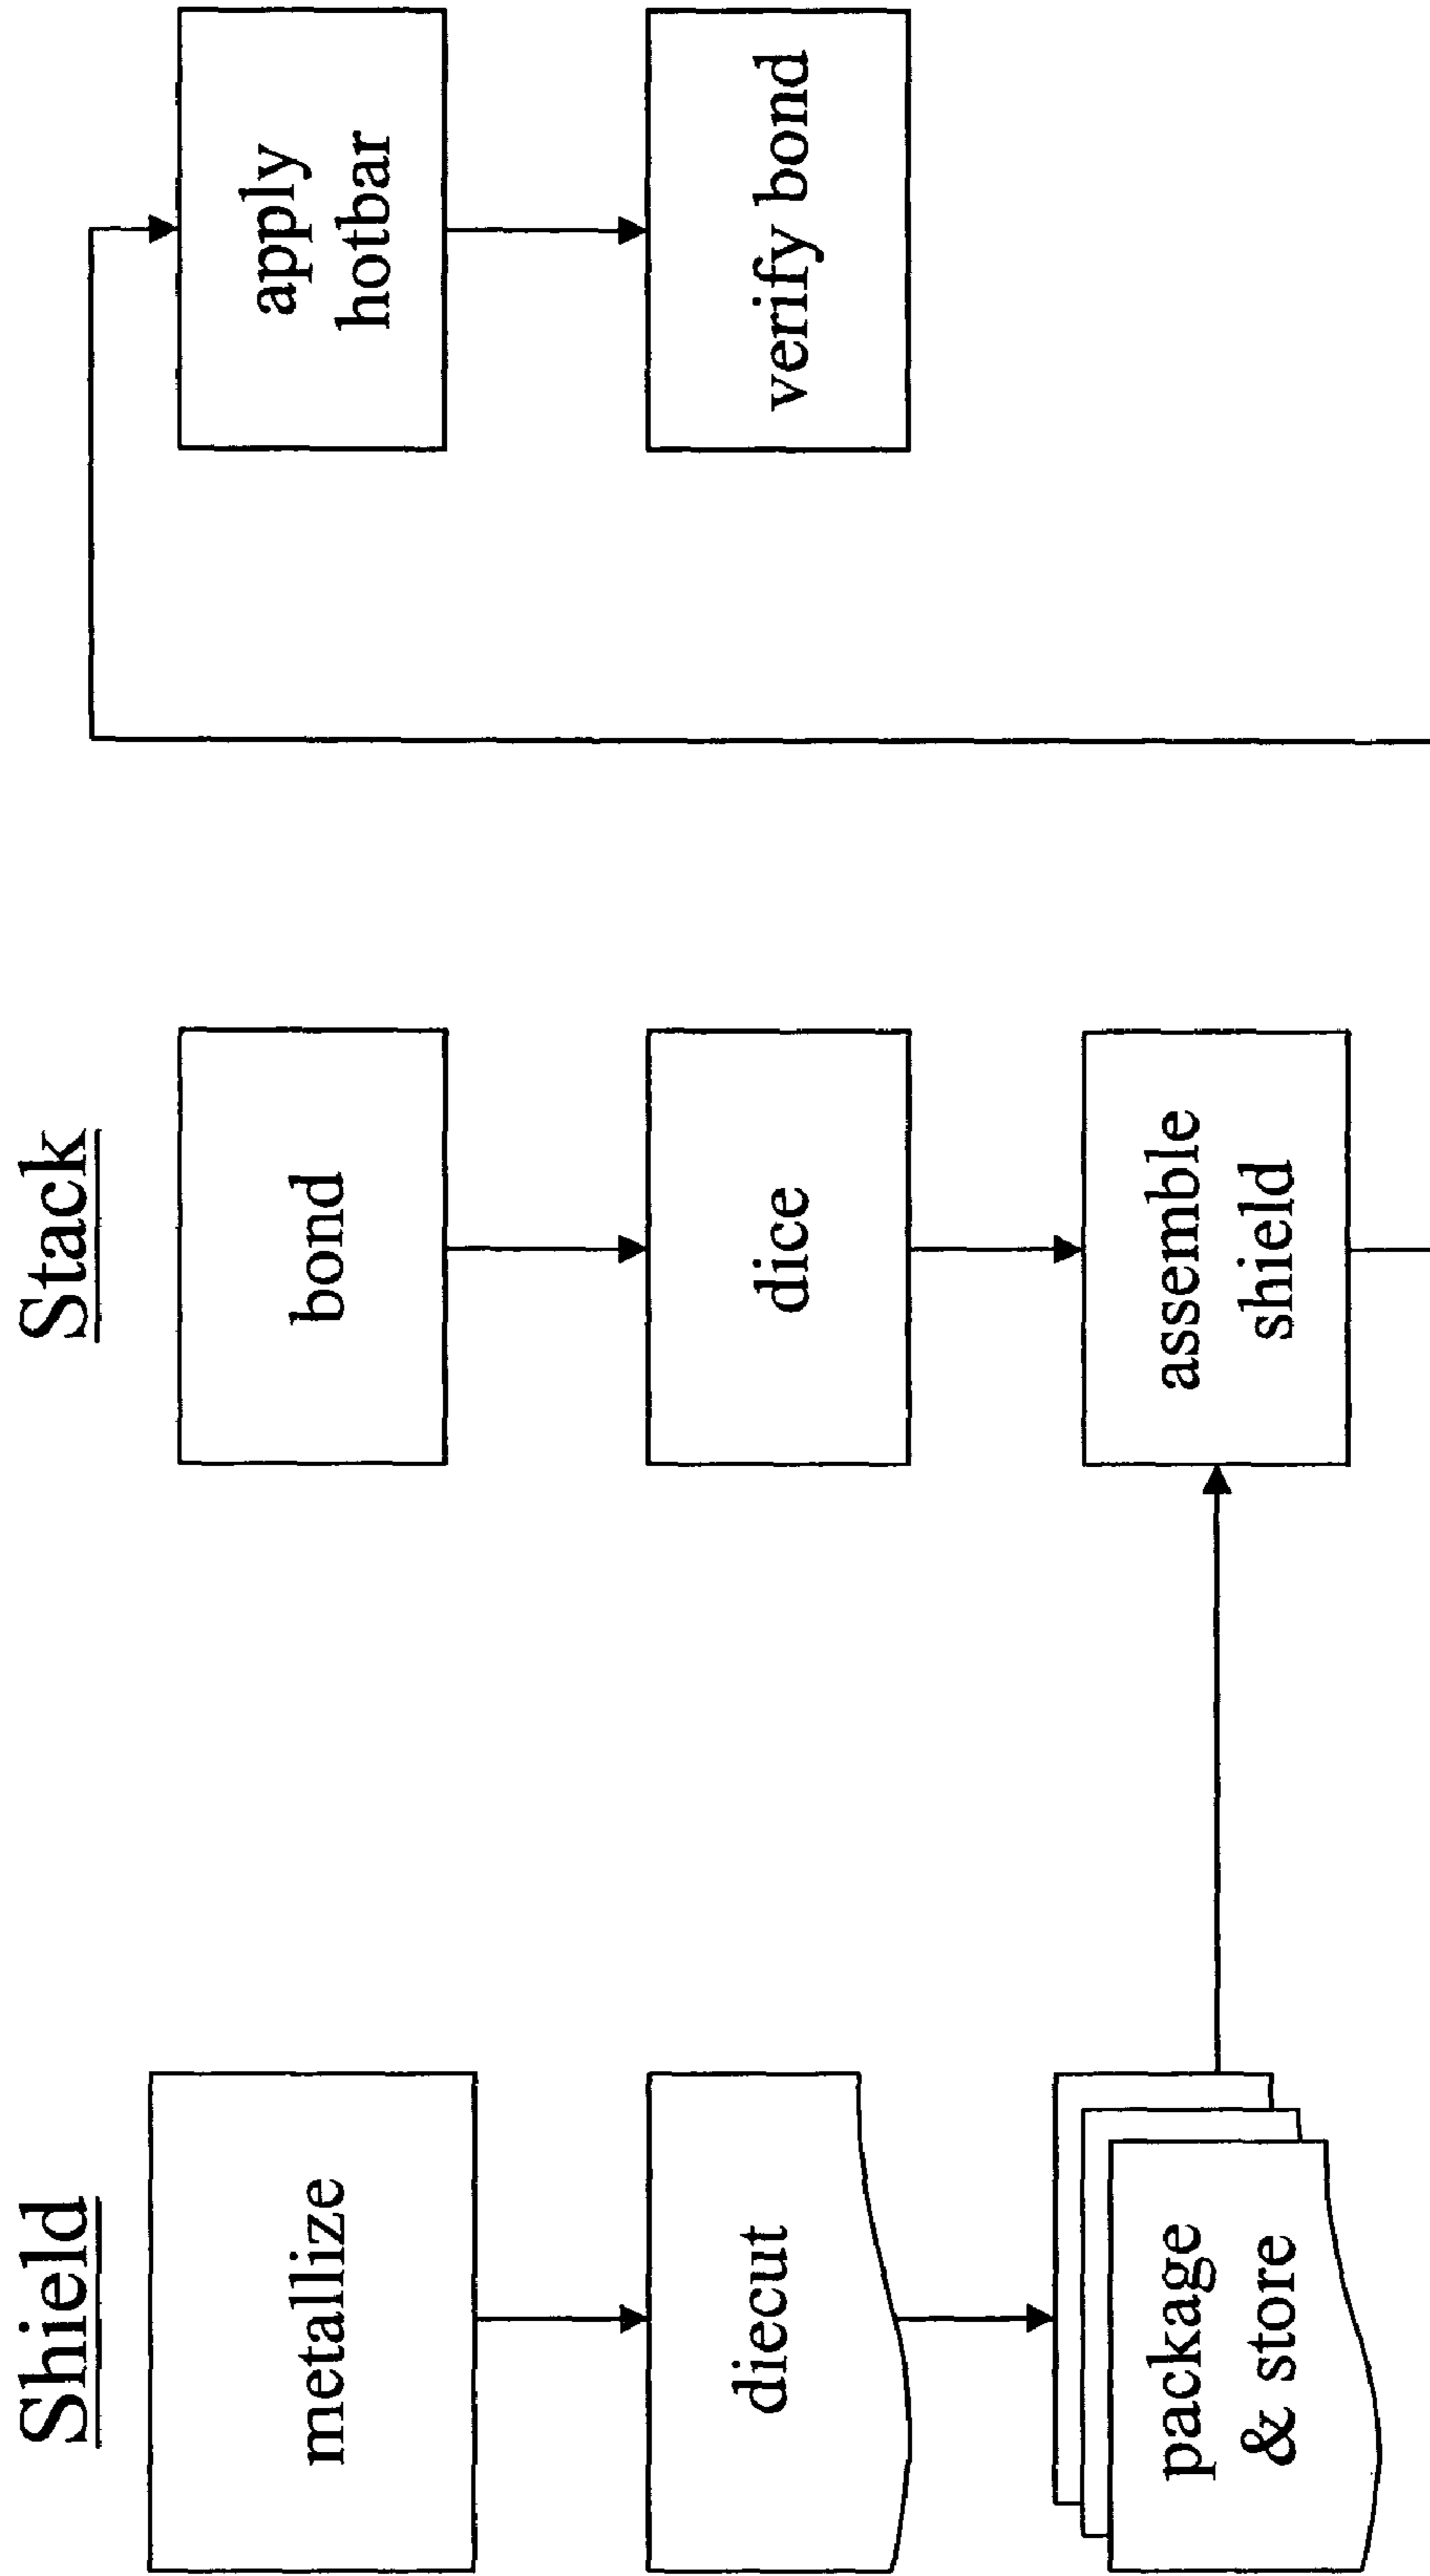 Shield
metallize
diecut
package
& store
Stack
bond
dice
assemble
shield
apply
hotbar
verify bond